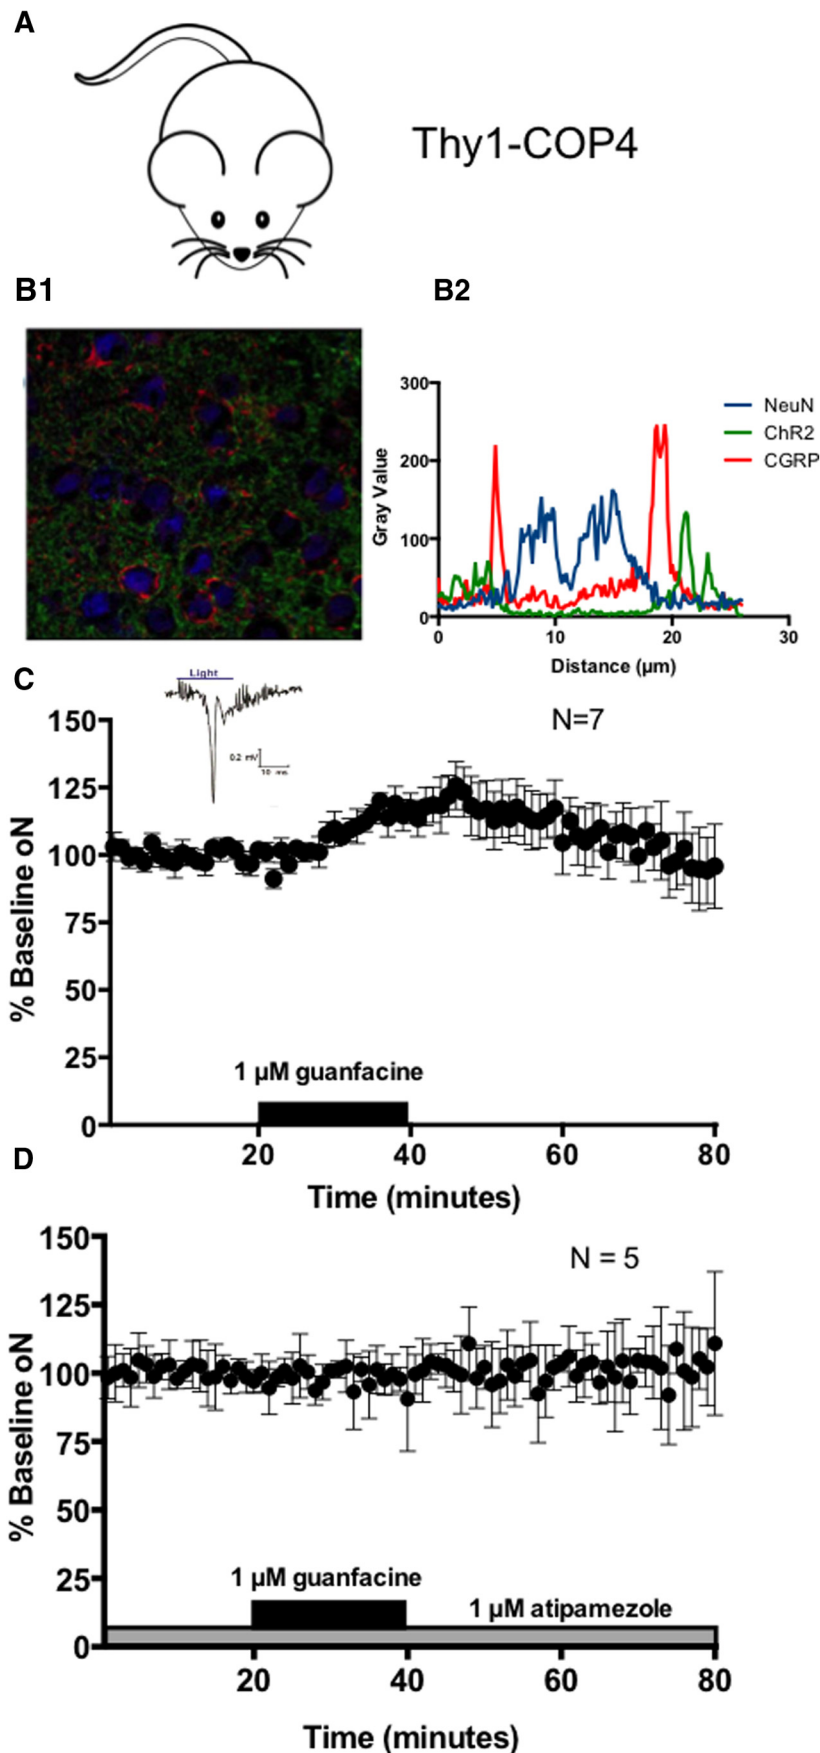 A
Thy1-COP4
B1
B2
300
200
100
0
Gray Value
NeuN
ChR2
CGRP
0
10
20
30
Distance (µm)
C
Light
0.2 mV
10 ms
N=7
150
125
100
75
50
25
0
% Baseline oN
1 µM guanfacine
20
40
60
80
Time (minutes)
D
N = 5
150
125
100
75
50
25
0
% Baseline oN
1 µM guanfacine
1 µM atipamezole
20
40
60
80
Time (minutes)